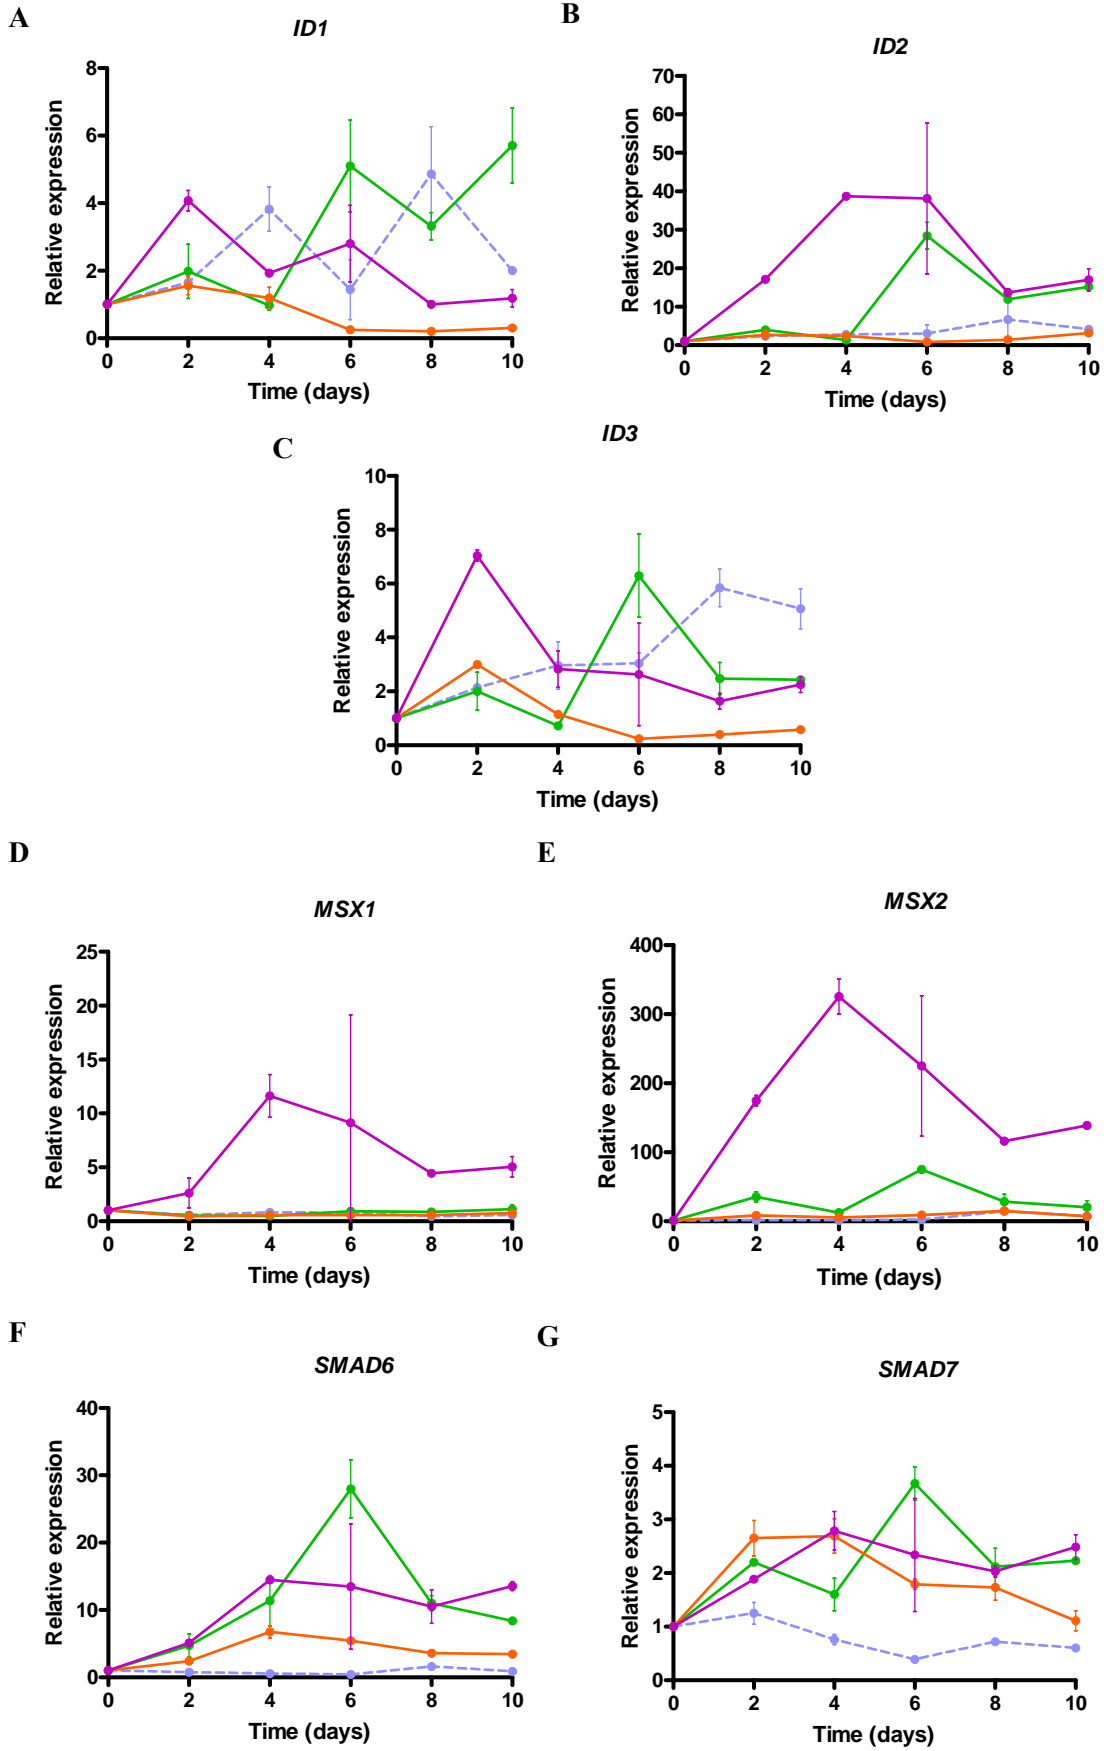 A
ID1
Relative expression
8
6
4
2
0
0 2 4 6 8 10
Time (days)
B
ID2
Relative expression
70
60
50
40
30
20
10
0
0 2 4 6 8 10
Time (days)
C
ID3
Relative expression
10
8
6
4
2
0
0 2 4 6 8 10
Time (days)
D
MSX1
Relative expression
25
20
15
10
5
0
0 2 4 6 8 10
Time (days)
E
MSX2
Relative expression
400
300
200
100
0
0 2 4 6 8 10
Time (days)
F
SMAD6
Relative expression
40
30
20
10
0
0 2 4 6 8 10
Time (days)
G
SMAD7
Relative expression
5
4
3
2
1
0
0 2 4 6 8 10
Time (days)